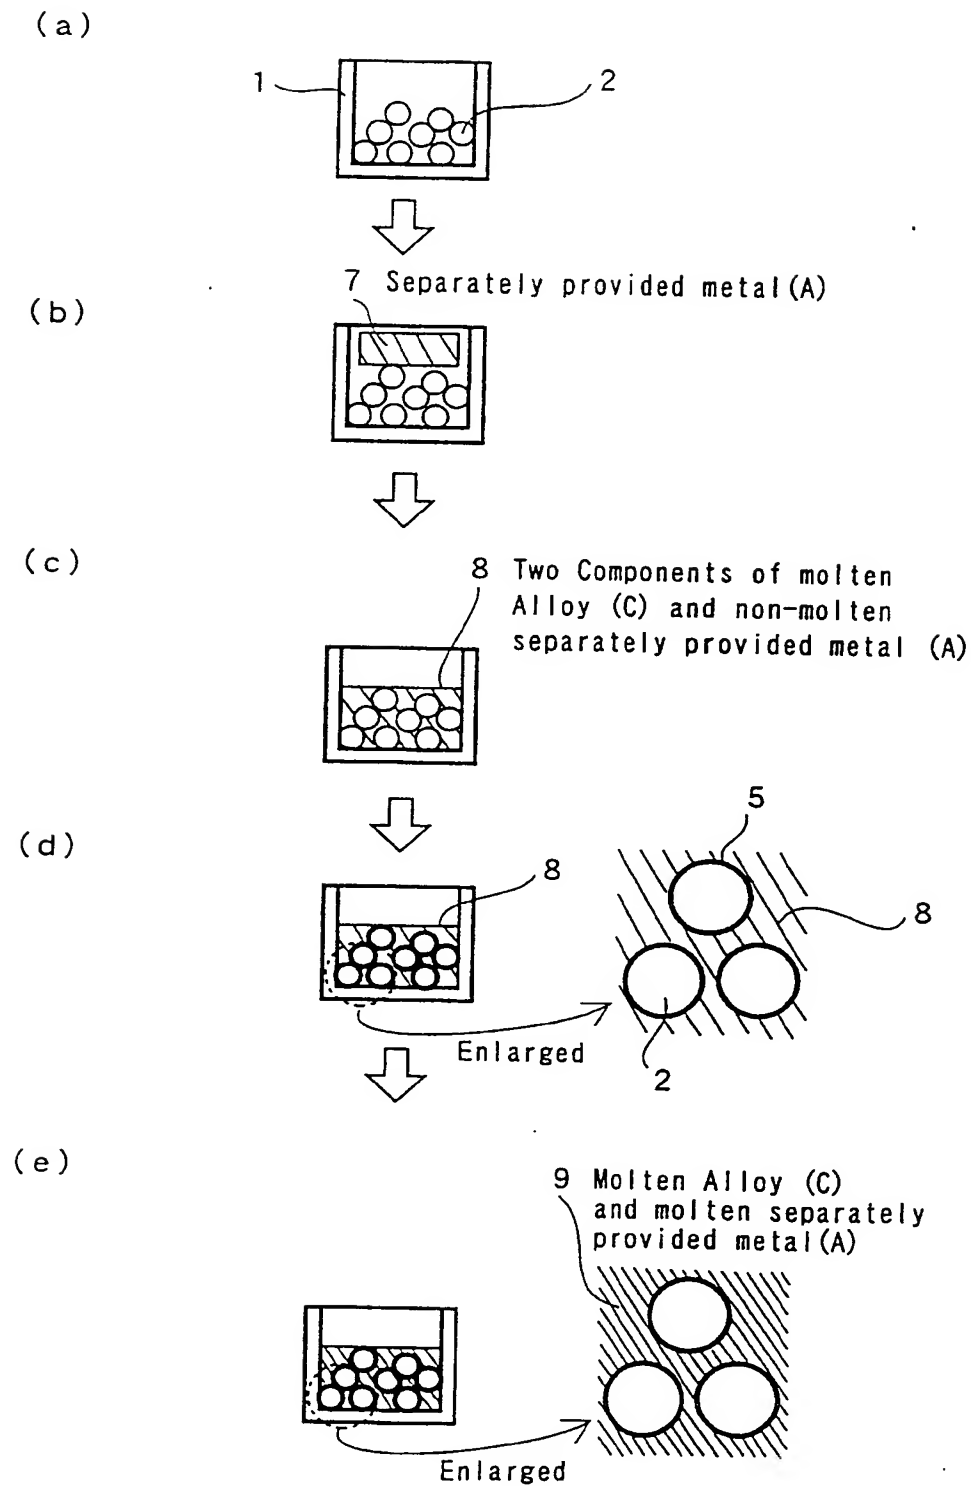 (a)
1
2
7 Separately provided metal(A)
(b)
(c)
8 Two Components of molten
Alloy (C) and non-molten
separately provided metal (A)
(d)
8
5
8
Enlarged
2
(e)
9 Molten Alloy (C)
and molten separately
provided metal(A)
Enlarged